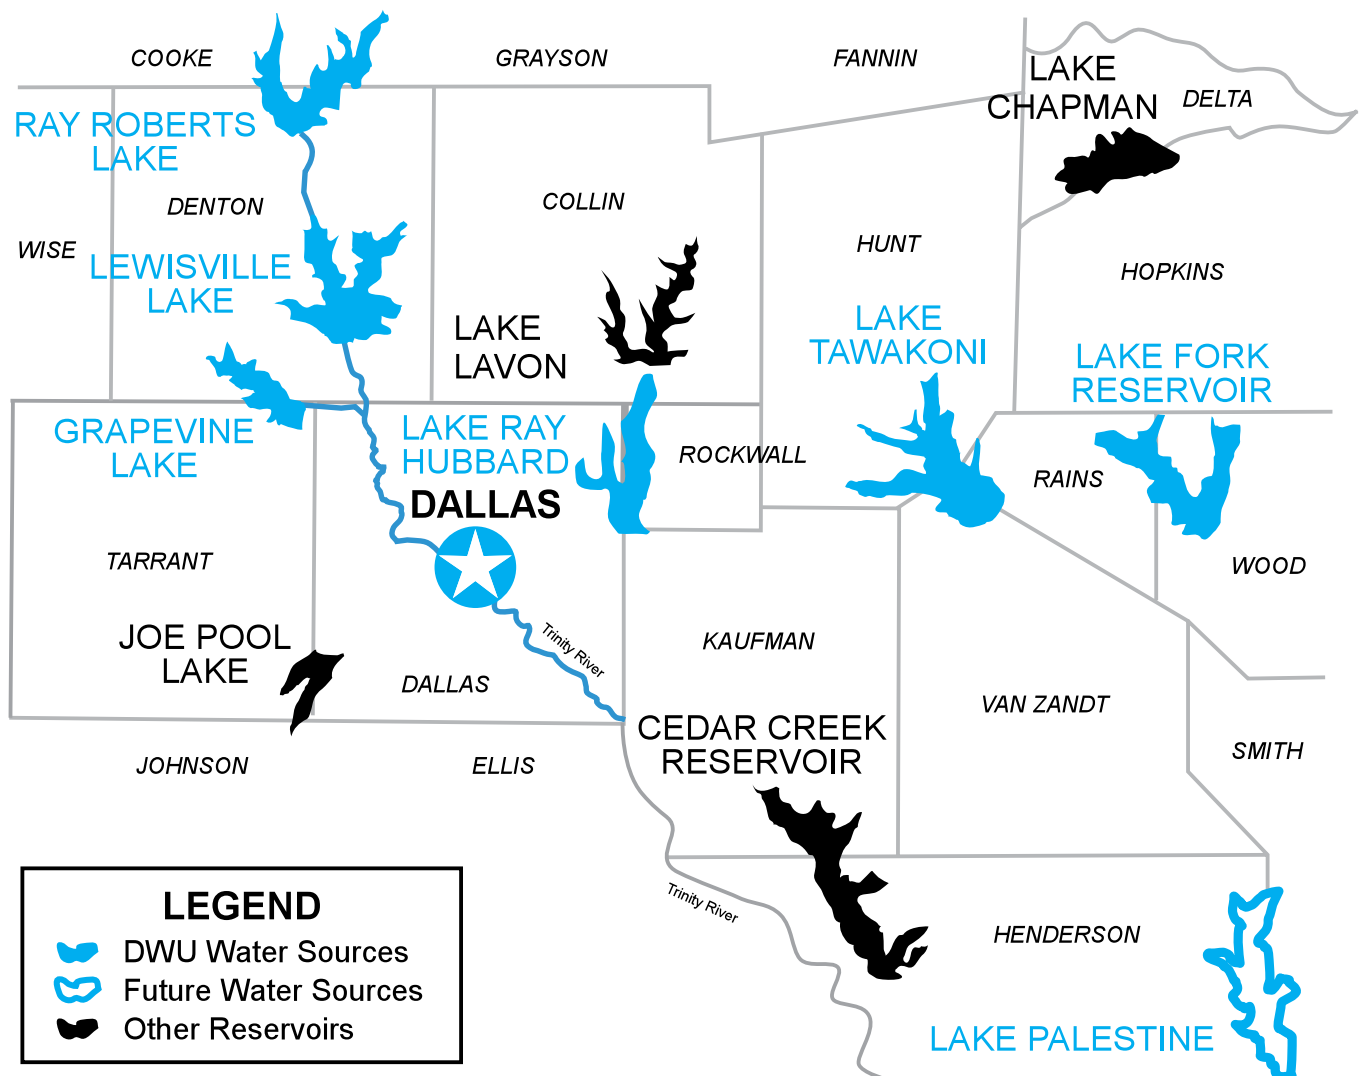 COOKE
GRAYSON
FANNIN
LAKE
CHAPMAN
DELTA
RAY ROBERTS
LAKE
DENTON
COLLIN
WISE
HUNT
HOPKINS
LEWISVILLE
LAKE
LAKE
LAVON
LAKE
TAWAKONI
LAKE FORK
RESERVOIR
GRAPEVINE
LAKE
LAKE RAY
HUBBARD
ROCKWALL
RAINS
DALLAS
TARRANT
WOOD
JOE POOL
LAKE
Trinity River
KAUFMAN
DALLAS
VAN ZANDT
CEDAR CREEK
RESERVOIR
JOHNSON
ELLIS
SMITH
Trinity River
HENDERSON
LAKE PALESTINE
LEGEND
DWU Water Sources
Future Water Sources
Other Reservoirs